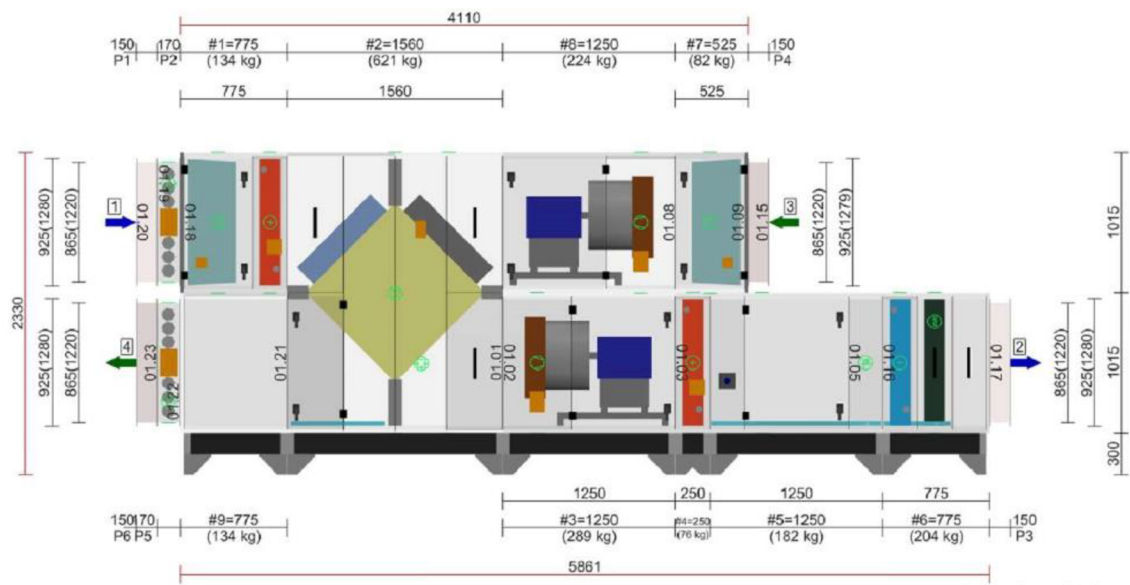 4110
150 170 #1=775 #2=1560 #8=1250 #7=525 150
P1 P2 (134 kg) (621 kg) (224 kg) (82 kg) P4
775 1560 525
925(1280) 865(1220) 01.20 01.19 01.18 01.08 01.09 01.15 865(1220) 925(1279) 1015
1 3
2330
925(1280) 865(1220) 01.23 01.22 01.21 01.01 01.02 01.03 01.05 01.16 01.17 865(1220) 925(1280) 1015
4 2
300
1250 250 1250 775
150 170 #9=775 #3=1250 #4=250 #5=1250 #6=775 150
P6 P5 (134 kg) (289 kg) (76 kg) (182 kg) (204 kg) P3
5861